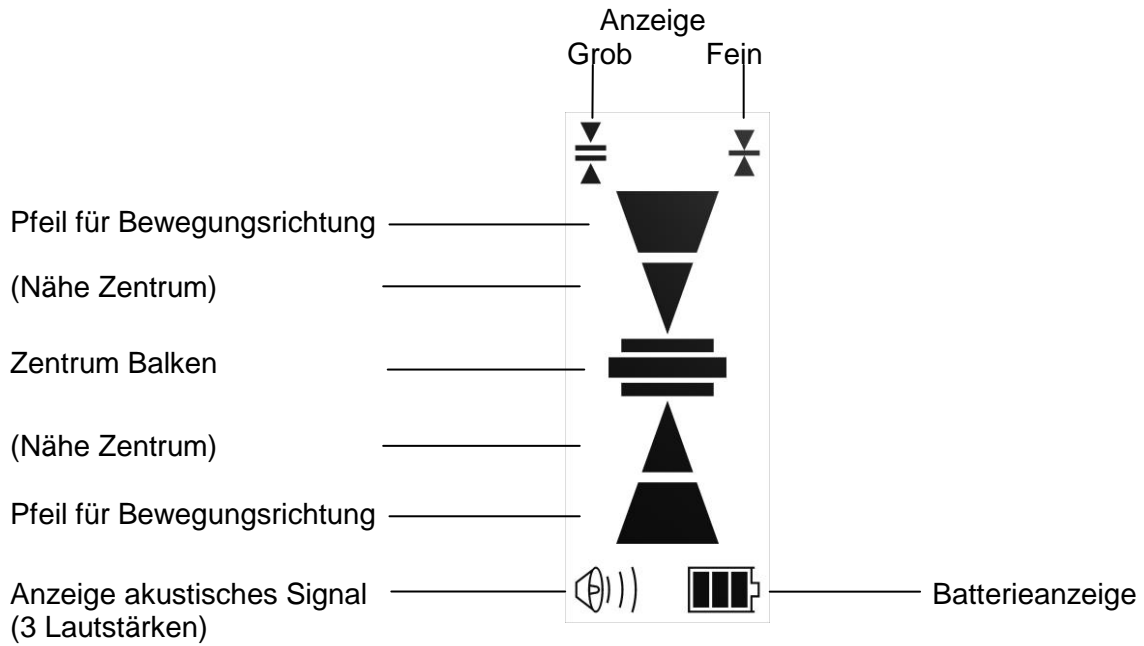 Anzeige
Grob Fein
Pfeil für Bewegungsrichtung
(Nähe Zentrum)
Zentrum Balken
(Nähe Zentrum)
Pfeil für Bewegungsrichtung
Anzeige akustisches Signal
(3 Lautstärken)
Batterieanzeige